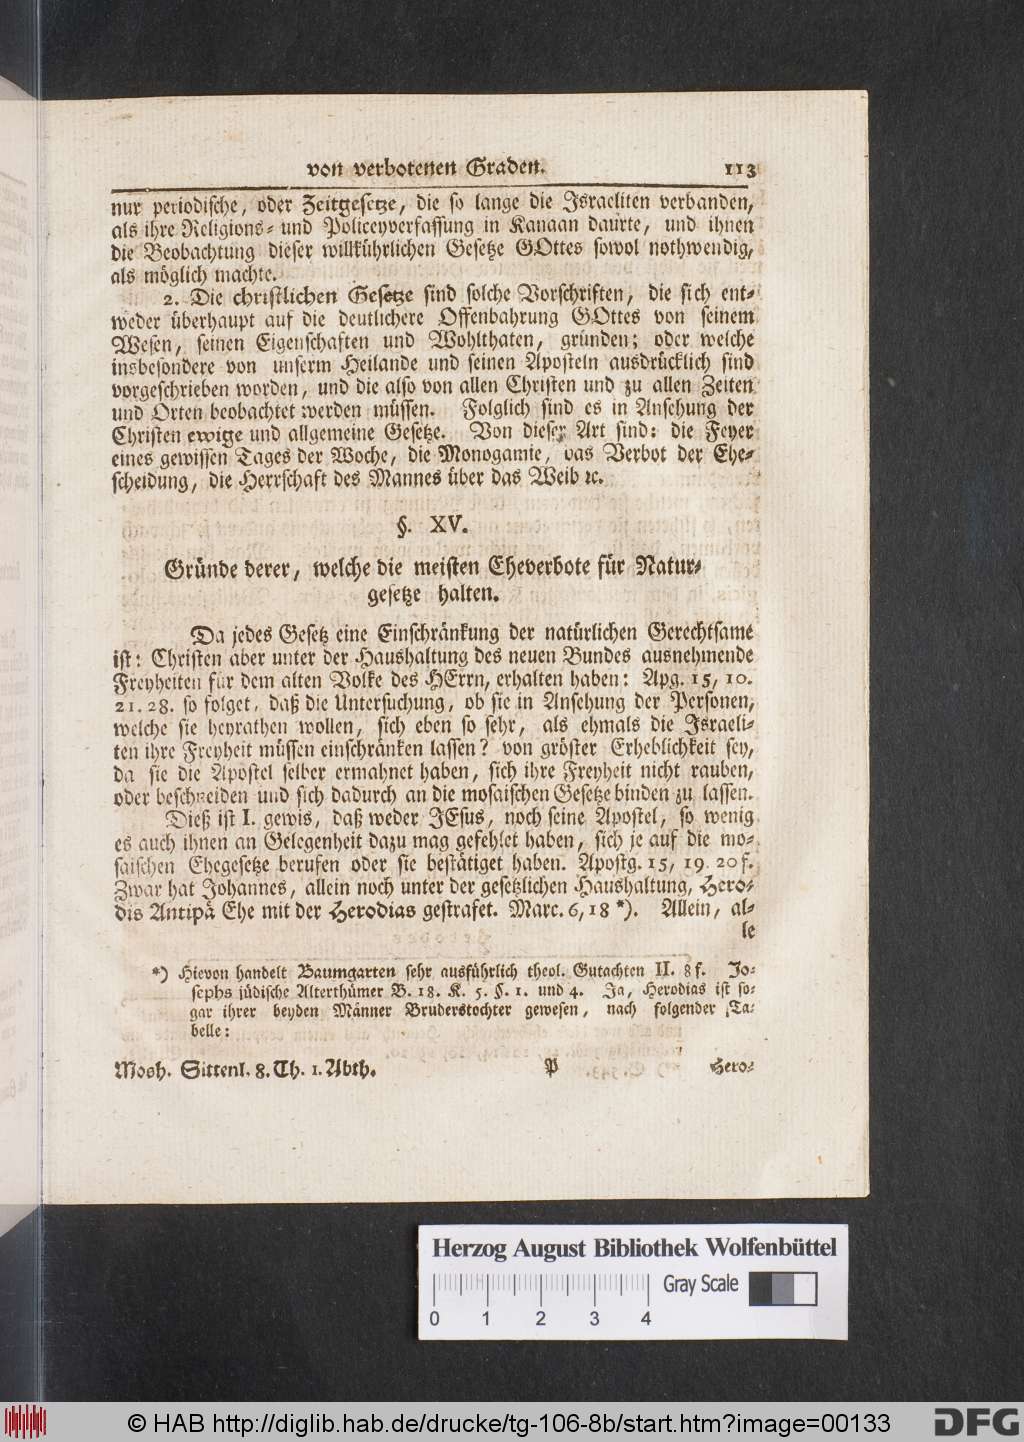 von verbotenen Graden. 113
nur periodische, oder Zeitgesetze, die so lange die Israeliten verbanden,
als ihre Religions- und Policeyverfassung in Kanaan daurte, und ihnen
die Beobachtung dieser willkührlichen Gesetze GOttes sowol nothwendig,
als möglich machte.
2. Die christlichen Gesetze sind solche Vorschriften, die sich ent-
weder überhaupt auf die deutlichere Offenbahrung GOttes von seinem
Wesen, seinen Eigenschaften und Wohlthaten, gründen; oder welche
insbesondere von unserm Heilande und seinen Aposteln ausdrücklich sind
vorgeschrieben worden, und die also von allen Christen und zu allen Zeiten
und Orten beobachtet werden müssen. Folglich sind es in Ansehung der
Christen ewige und allgemeine Gesetze. Von dieser Art sind: die Feyer
eines gewissen Tages der Woche, die Monogamie, das Verbot der Ehe-
scheidung, die Herrschaft des Mannes über das Weib ꝛc.
§. XV.
Gründe derer, welche die meisten Eheverbote für Natur-
gesetze halten.
Da jedes Gesetz eine Einschränkung der natürlichen Gerechtsame
ist: Christen aber unter der Haushaltung des neuen Bundes ausnehmende
Freyheiten für dem alten Volke des HErrn, erhalten haben: Apg. 15, 10.
21. 28. so folget, daß die Untersuchung, ob sie in Ansehung der Personen,
welche sie heyrathen wollen, sich eben so sehr, als ehmals die Israeli-
ten ihre Freyheit müssen einschränken lassen? von gröster Erheblichkeit sey,
da sie die Apostel selber ermahnet haben, sich ihre Freyheit nicht rauben,
oder beschneiden und sich dadurch an die mosaischen Gesetze binden zu lassen.
Dieß ist I. gewis, daß weder JEsus, noch seine Apostel, so wenig
es auch ihnen an Gelegenheit dazu mag gefehlet haben, sich je auf die mo-
saischen Ehegesetze berufen oder sie bestätiget haben. Apostg. 15, 19. 20 f.
Zwar hat Johannes, allein noch unter der gesetzlichen Haushaltung, Hero-
dis Antipä Ehe mit der Herodias gestrafet. Marc. 6, 18 *). Allein, al-
le
*) Hievon handelt Baumgarten sehr ausführlich theol. Gutachten II. 8 f. Jo-
sephs jüdische Alterthümer B. 18. K. 5. §. 1. und 4. Ja, Herodias ist so-
gar ihrer beyden Männer Bruderstochter gewesen, nach folgender Ta-
belle:
Mosh. Sittenl. 8. Th. 1. Abth. P Hero-
Herzog August Bibliothek Wolfenbüttel
Gray Scale
0 1 2 3 4
© HAB http://diglib.hab.de/drucke/tg-106-8b/start.htm?image=00133
DFG